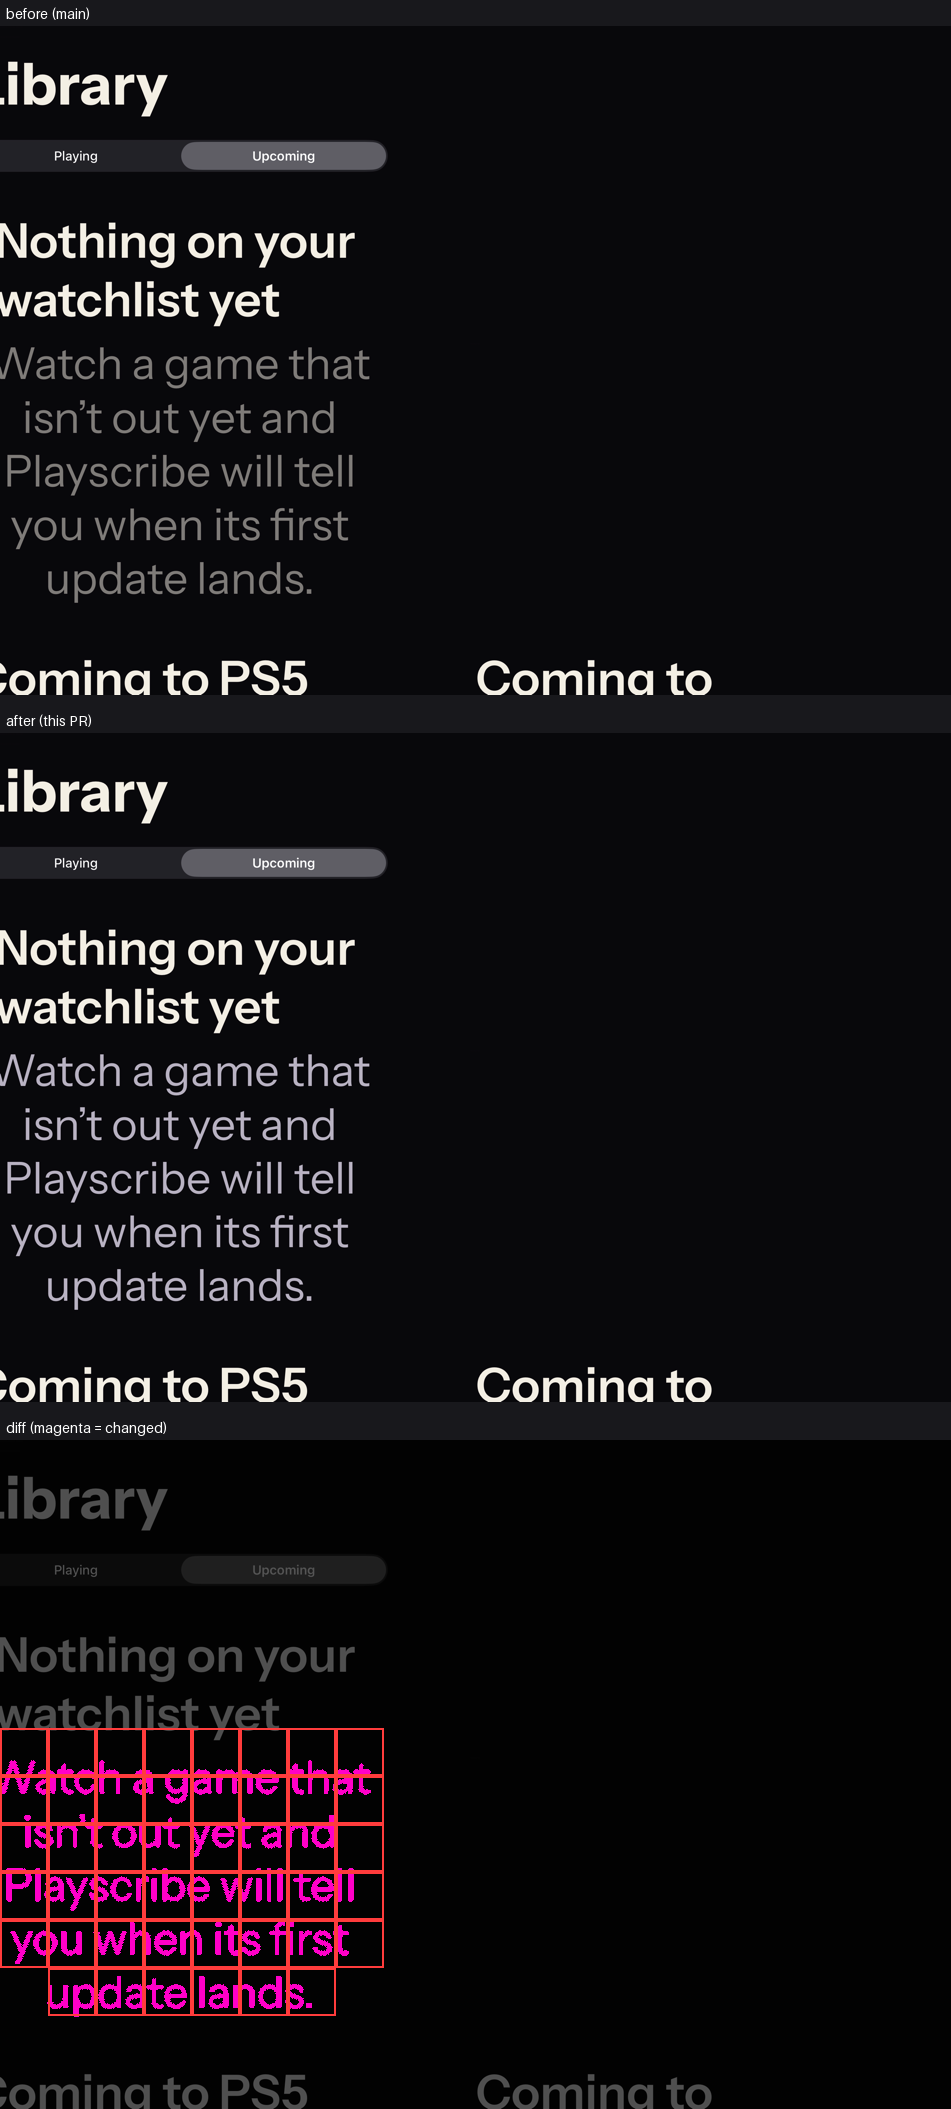 before (main)
Library
Playing
Upcoming
Nothing on your
watchlist yet
Watch a game that
isn’t out yet and
Playscribe will tell
you when its first
update lands.
Coming to PS5
Coming to
after (this PR)
Library
Playing
Upcoming
Nothing on your
watchlist yet
Watch a game that
isn’t out yet and
Playscribe will tell
you when its first
update lands.
Coming to PS5
Coming to
diff (magenta = changed)
Library
Playing
Upcoming
Nothing on your
watchlist yet
Watch a game that
isn’t out yet and
Playscribe will tell
you when its first
update lands.
Coming to PS5
Coming to